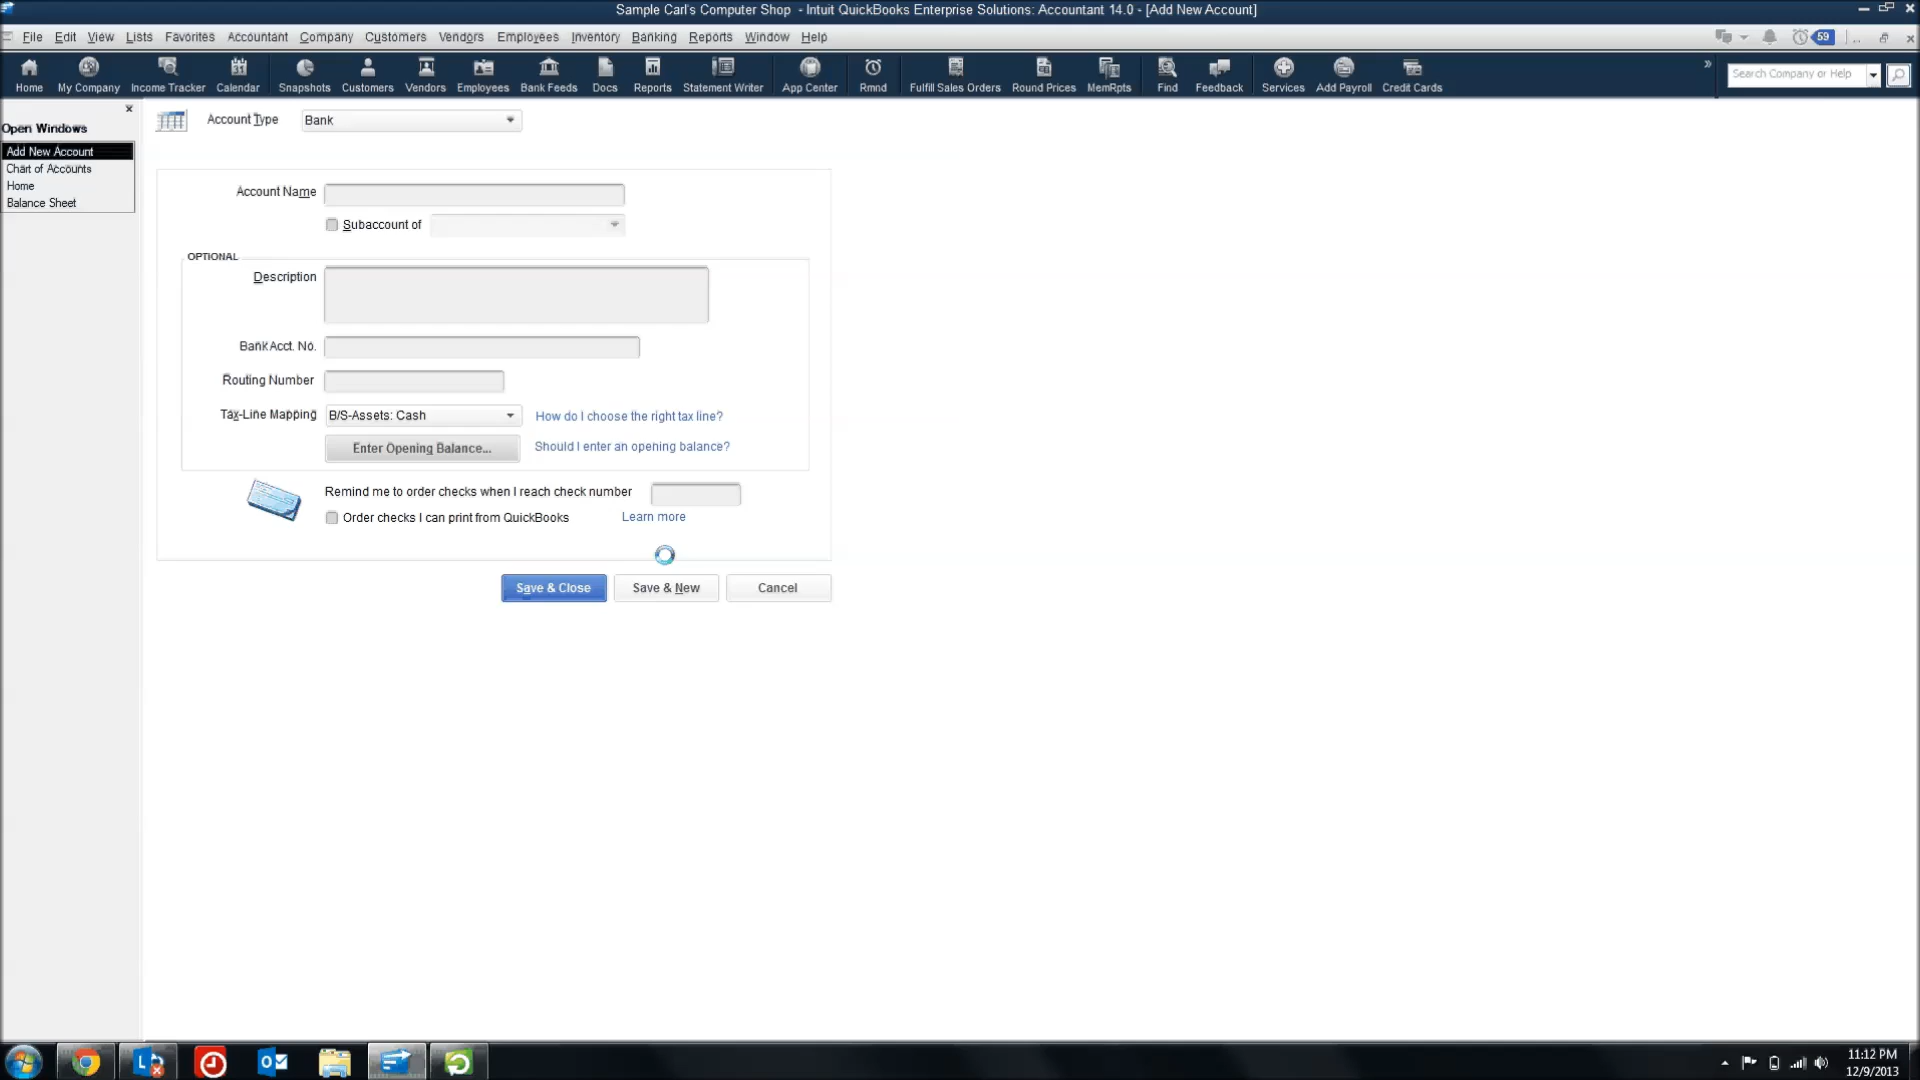 Sample Carl's Computer Shop - Intuit QuickBooks Enterprise Solutions: Accountant 14.0 - [Add New Account]
File Edit View Lists Favorites Accountant Company Customers Vendors Employees Inventory Banking Reports Window Help
59
Home My Company Income Tracker Calendar Snapshots Customers Vendors Employees Bank Feeds Docs Reports Statement Writer App Center Rmnd Fulfill Sales Orders Round Prices MemRpts Find Feedback Services Add Payroll Credit Cards
Search Company or Help
Open Windows
Add New Account
Chart of Accounts
Home
Balance Sheet
Account Type Bank
Account Name
Subaccount of
OPTIONAL
Description
Bank Acct. No.
Routing Number
Tax-Line Mapping B/S-Assets: Cash How do I choose the right tax line?
Enter Opening Balance... Should I enter an opening balance?
Remind me to order checks when I reach check number
Order checks I can print from QuickBooks Learn more
Save & Close Save & New Cancel
11:12 PM
12/9/2013